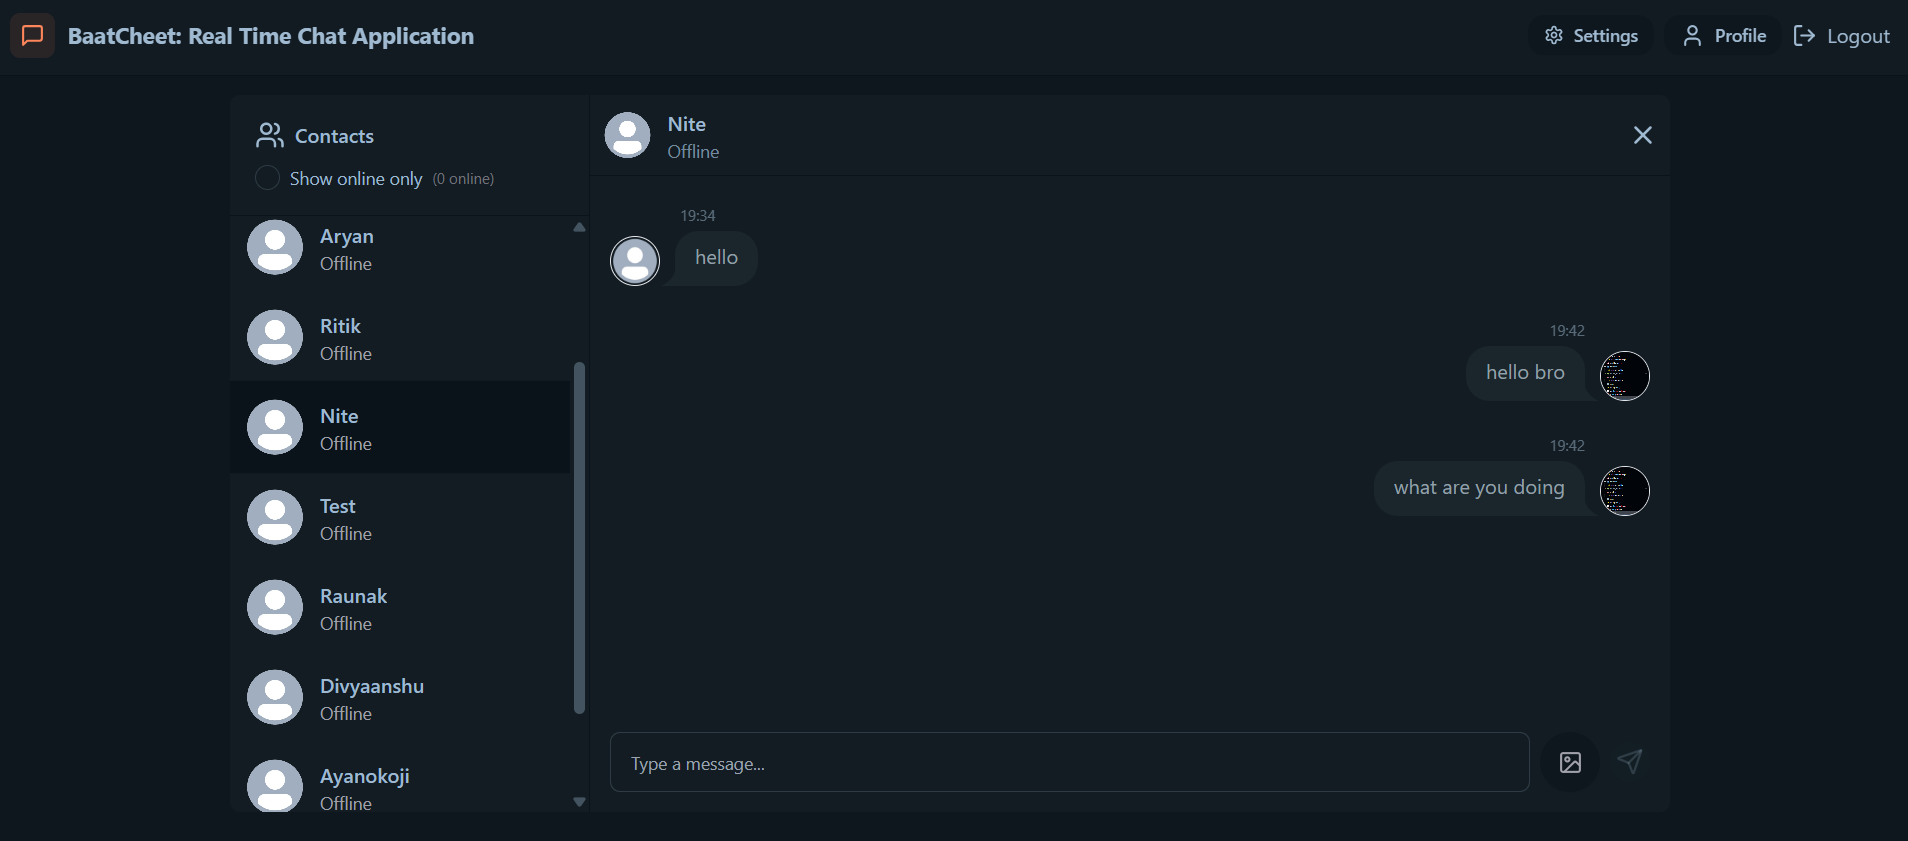 BaatCheet: Real Time Chat Application
Settings
Profile
Logout
Contacts
Show online only (0 online)
Aryan
Offline
Ritik
Offline
Nite
Offline
Test
Offline
Raunak
Offline
Divyaanshu
Offline
Ayanokoji
Offline
Nite
Offline
19:34
hello
19:42
hello bro
19:42
what are you doing
Type a message...